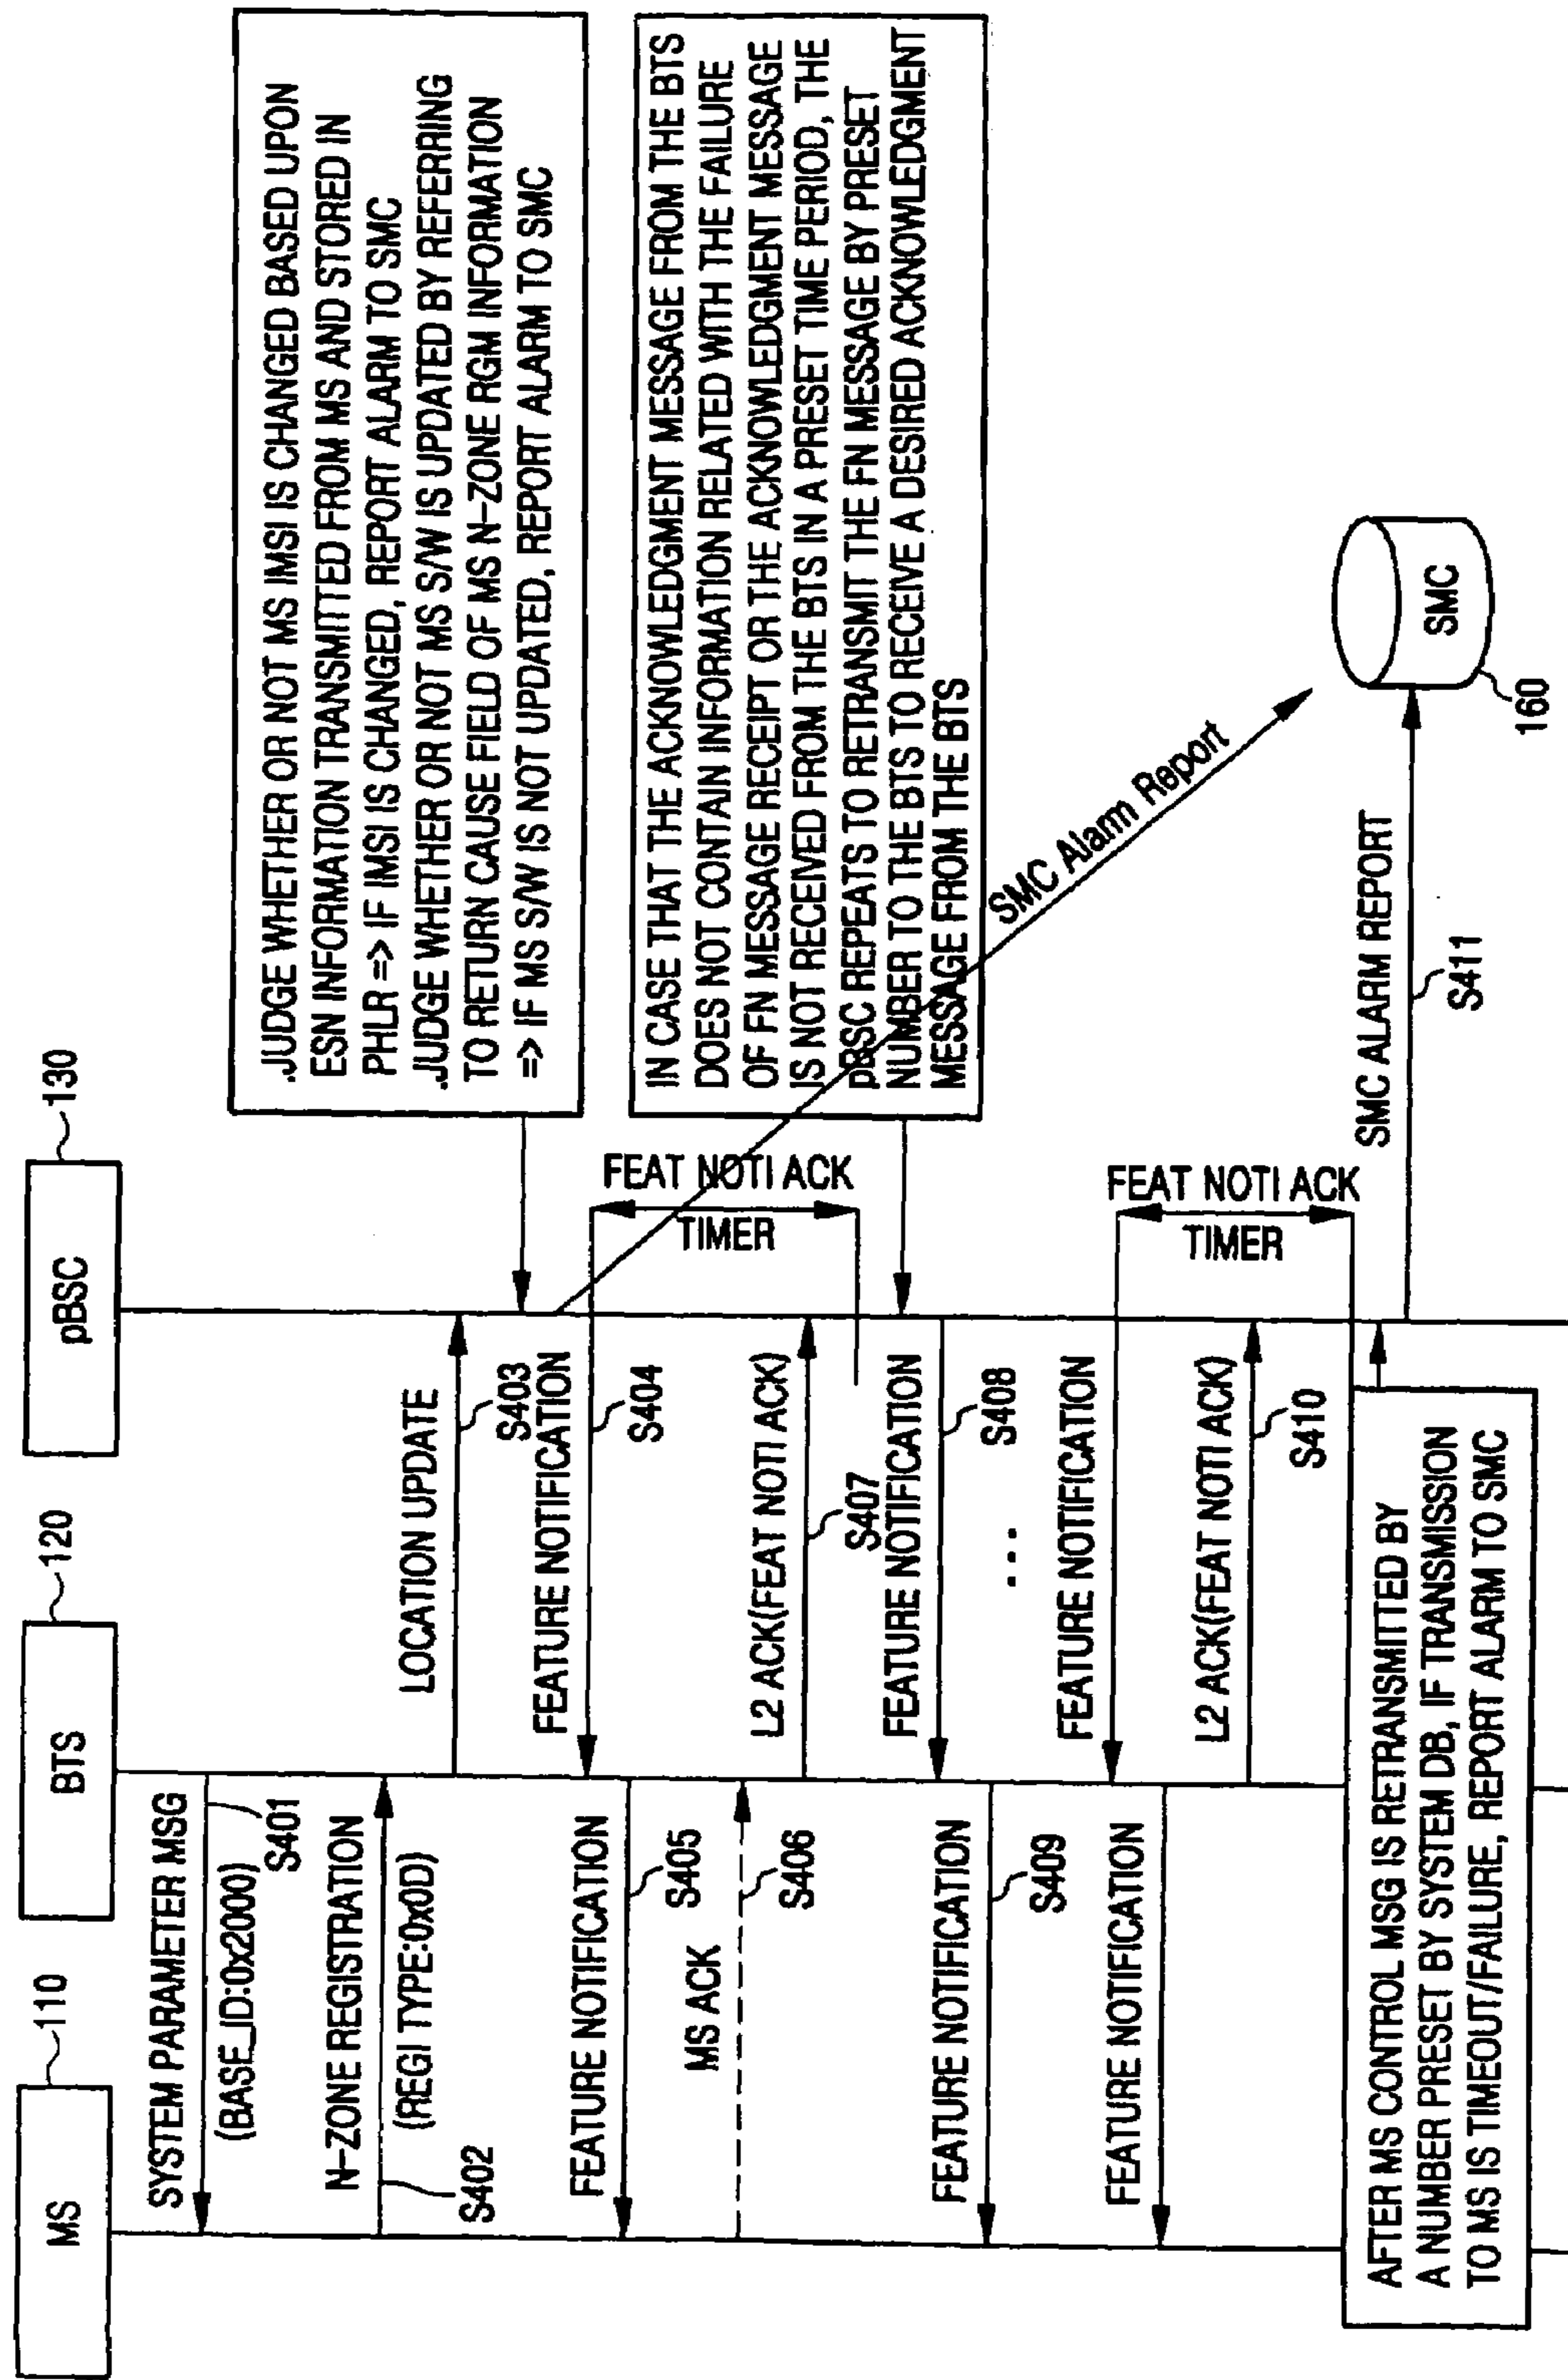 MS
110
BTS
120
pBSC
130
SYSTEM PARAMETER MSG
(BASE_ID:0x2000)
S401
N-ZONE REGISTRATION
(REGI TYPE:0x0D)
S402
LOCATION UPDATE
S403
.JUDGE WHETHER OR NOT MS IMSI IS CHANGED BASED UPON
ESN INFORMATION TRANSMITTED FROM MS AND STORED IN
PHLR => IF IMSI IS CHANGED, REPORT ALARM TO SMC
.JUDGE WHETHER OR NOT MS S/W IS UPDATED BY REFERRING
TO RETURN CAUSE FIELD OF MS N-ZONE RGM INFORMATION
=> IF MS S/W IS NOT UPDATED, REPORT ALARM TO SMC
FEATURE NOTIFICATION
S404
FEATURE NOTIFICATION
S405
FEAT NOTI ACK
TIMER
MS ACK
S406
L2 ACK(FEAT NOTI ACK)
S407
IN CASE THAT THE ACKNOWLEDGMENT MESSAGE FROM THE BTS
DOES NOT CONTAIN INFORMATION RELATED WITH THE FAILURE
OF FN MESSAGE RECEIPT OR THE ACKNOWLEDGMENT MESSAGE
IS NOT RECEIVED FROM THE BTS IN A PRESET TIME PERIOD, THE
pBSC REPEATS TO RETRANSMIT THE FN MESSAGE BY PRESET
NUMBER TO THE BTS TO RECEIVE A DESIRED ACKNOWLEDGMENT
MESSAGE FROM THE BTS
SMC Alarm Report
FEATURE NOTIFICATION
S408
FEATURE NOTIFICATION
S409
...
FEATURE NOTIFICATION
FEATURE NOTIFICATION
FEAT NOTI ACK
TIMER
L2 ACK(FEAT NOTI ACK)
S410
AFTER MS CONTROL MSG IS RETRANSMITTED BY
A NUMBER PRESET BY SYSTEM DB, IF TRANSMISSION
TO MS IS TIMEOUT/FAILURE, REPORT ALARM TO SMC
SMC ALARM REPORT
S411
SMC
160